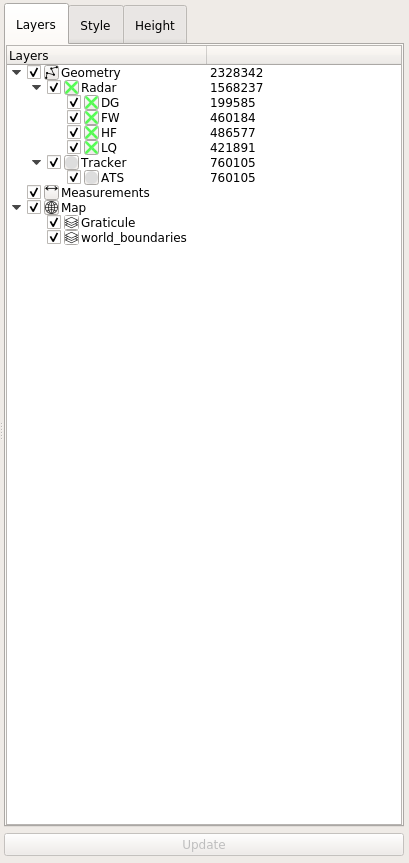 Layers Style Height
Layers
Geometry 2328342
Radar 1568237
DG 199585
FW 460184
HF 486577
LQ 421891
Tracker 760105
ATS 760105
Measurements
Map
Graticule
world_boundaries
Update